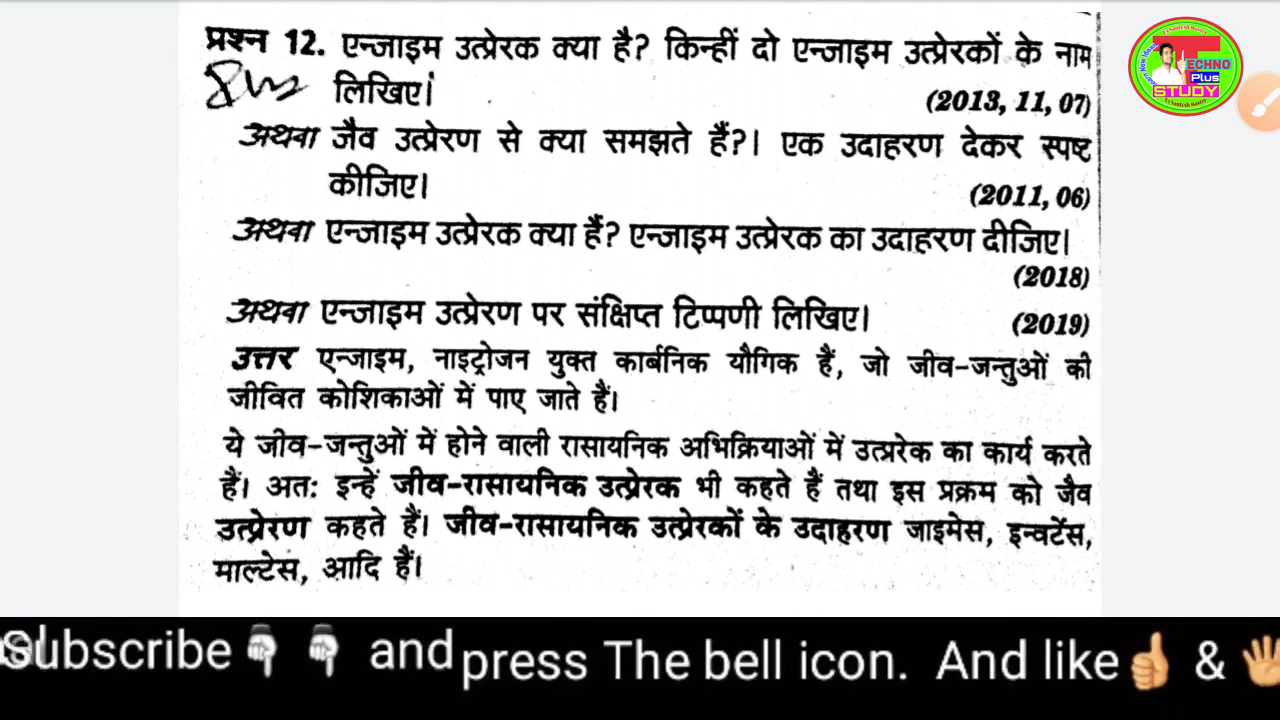 प्रश्न 12. एन्जाइम उत्प्रेरक क्या है? किन्हीं दो एन्जाइम उत्प्रेरकों के नाम
लिखिए।
(2013, 11, 07)
अथवा जैव उत्प्रेरण से क्या समझते हैं?। एक उदाहरण देकर स्पष्ट
कीजिए।
(2011, 06)
अथवा एन्जाइम उत्प्रेरक क्या हैं? एन्जाइम उत्प्रेरक का उदाहरण दीजिए।
(2018)
अथवा एन्जाइम उत्प्रेरण पर संक्षिप्त टिप्पणी लिखिए।
(2019)
उत्तर एन्जाइम, नाइट्रोजन युक्त कार्बनिक यौगिक हैं, जो जीव-जन्तुओं की
जीवित कोशिकाओं में पाए जाते हैं।
ये जीव-जन्तुओं में होने वाली रासायनिक अभिक्रियाओं में उत्प्ररेक का कार्य करते
हैं। अत: इन्हें जीव-रासायनिक उत्प्रेरक भी कहते हैं तथा इस प्रक्रम को जैव
उत्प्रेरण कहते हैं। जीव-रासायनिक उत्प्रेरकों के उदाहरण जाइमेस, इन्वर्टेस,
माल्टेस, आदि हैं।
TECHNO
Plus
STUDY
Subscribe👇👇 and press The bell icon. And like👍 & 👋